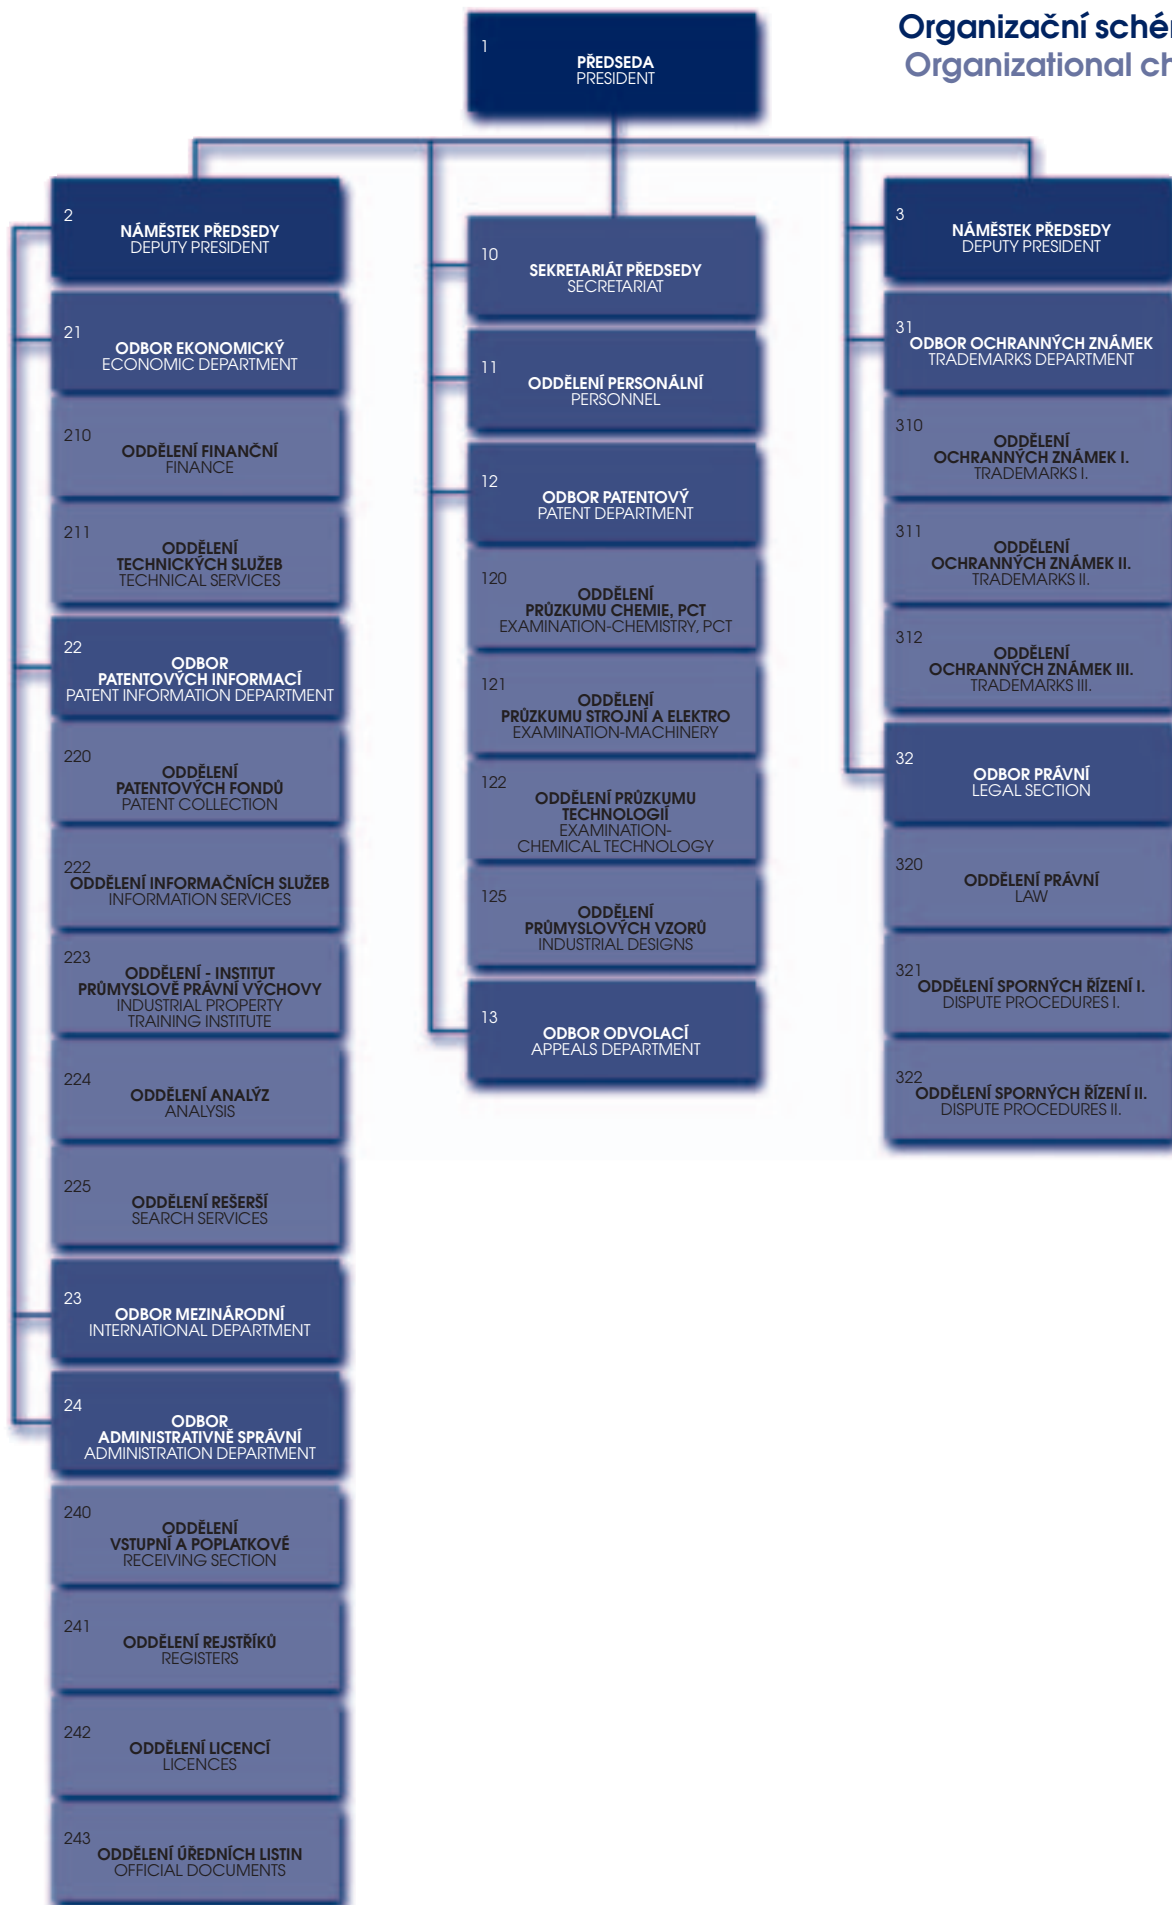 Organizační
Organizational
1
PŘEDSEDA
PRESIDENT
2
NÁMĚSTEK PŘEDSEDY
DEPUTY PRESIDENT
21
ODBOR EKONOMICKÝ
ECONOMIC DEPARTMENT
210
ODDĚLENÍ FINANČNÍ
FINANCE
211
ODDĚLENÍ
TECHNICKÝCH SLUŽEB
TECHNICAL SERVICES
22
ODBOR
PATENTOVÝCH INFORMACÍ
PATENT INFORMATION DEPARTMENT
220
ODDĚLENÍ
PATENTOVÝCH FONDŮ
PATENT COLLECTION
222
ODDĚLENÍ INFORMAČNÍCH SLUŽEB
INFORMATION SERVICES
223
ODDĚLENÍ - INSTITUT
PRŮMYSLOVĚ PRÁVNÍ VÝCHOVY
INDUSTRIAL PROPERTY
TRAINING INSTITUTE
224
ODDĚLENÍ ANALÝZ
ANALYSIS
225
ODDĚLENÍ REŠERŠÍ
SEARCH SERVICES
23
ODBOR MEZINÁRODNÍ
INTERNATIONAL DEPARTMENT
24
ODBOR
ADMINISTRATIVNĚ SPRÁVNÍ
ADMINISTRATION DEPARTMENT
240
ODDĚLENÍ
VSTUPNÍ A POPLATKOVÉ
RECEIVING SECTION
241
ODDĚLENÍ REJSTŘÍKŮ
REGISTERS
242
ODDĚLENÍ LICENCÍ
LICENCES
243
ODDĚLENÍ ÚŘEDNÍCH LISTIN
OFFICIAL DOCUMENTS
10
SEKRETARIÁT PŘEDSEDY
SECRETARIAT
11
ODDĚLENÍ PERSONÁLNÍ
PERSONNEL
12
ODBOR PATENTOVÝ
PATENT DEPARTMENT
120
ODDĚLENÍ
PRŮZKUMU CHEMIE, PCT
EXAMINATION-CHEMISTRY, PCT
121
ODDĚLENÍ
PRŮZKUMU STROJNÍ A ELEKTRO
EXAMINATION-MACHINERY
122
ODDĚLENÍ PRŮZKUMU
TECHNOLOGIÍ
EXAMINATION-
CHEMICAL TECHNOLOGY
125
ODDĚLENÍ
PRŮMYSLOVÝCH VZORŮ
INDUSTRIAL DESIGNS
13
ODBOR ODVOLACÍ
APPEALS DEPARTMENT
3
NÁMĚSTEK PŘEDSEDY
DEPUTY PRESIDENT
31
ODBOR OCHRANNÝCH ZNÁMEK
TRADEMARKS DEPARTMENT
310
ODDĚLENÍ
OCHRANNÝCH ZNÁMEK I.
TRADEMARKS I.
311
ODDĚLENÍ
OCHRANNÝCH ZNÁMEK II.
TRADEMARKS II.
312
ODDĚLENÍ
OCHRANNÝCH ZNÁMEK III.
TRADEMARKS III.
32
ODBOR PRÁVNÍ
LEGAL SECTION
320
ODDĚLENÍ PRÁVNÍ
LAW
321
ODDĚLENÍ SPORNÝCH ŘÍZENÍ I.
DISPUTE PROCEDURES I.
322
ODDĚLENÍ SPORNÝCH ŘÍZENÍ II.
DISPUTE PROCEDURES II.